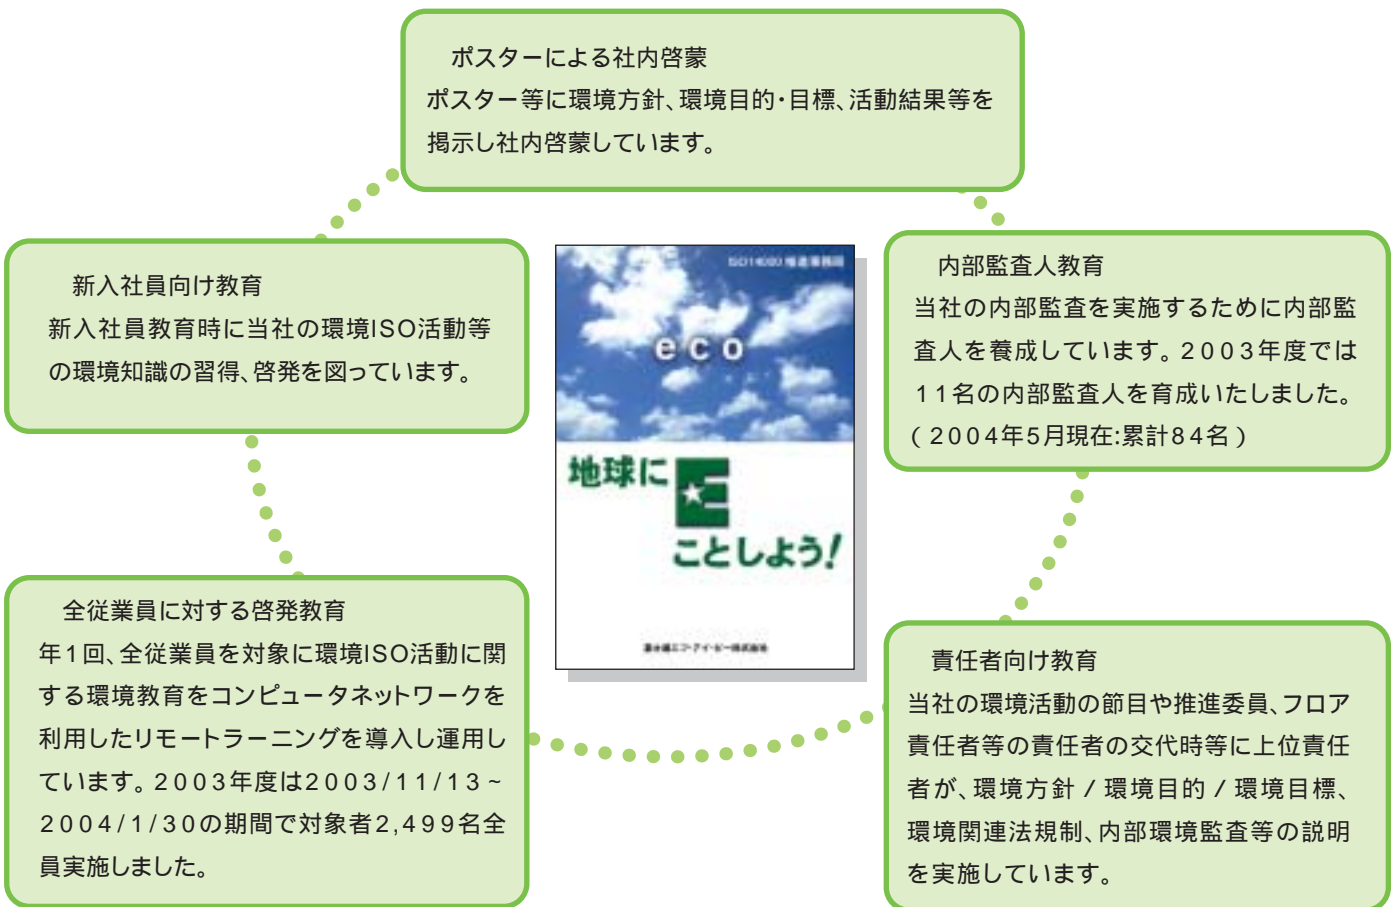 ポスターによる社内啓蒙
ポスター等に環境方針、環境目的・目標、活動結果等を
掲示し社内啓蒙しています。
新入社員向け教育
新入社員教育時に当社の環境ISO活動等
の環境知識の習得、啓発を図っています。
内部監査人教育
当社の内部監査を実施するために内部監
査人を養成しています。2003年度では
11名の内部監査人を育成いたしました。
(2004年5月現在:累計84名)
ISO14000 推進事務局
eco
地球に
E
ことしよう!
全従業員に対する啓発教育
年1回、全従業員を対象に環境ISO活動に関
する環境教育をコンピュータネットワークを
利用したリモートラーニングを導入し運用し
ています。2003年度は2003/11/13~
2004/1/30の期間で対象者2,499名全
員実施しました。
責任者向け教育
当社の環境活動の節目や推進委員、フロア
責任者等の責任者の交代時等に上位責任
者が、環境方針/環境目的/環境目標、
環境関連法規制、内部環境監査等の説明
を実施しています。